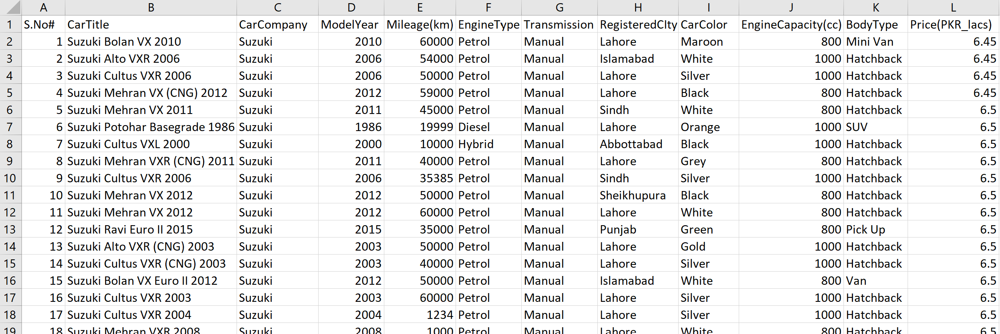 A B C D E F G H I J K L
1 S.No# CarTitle CarCompany ModelYear Mileage(km) EngineType Transmission RegisteredCIty CarColor EngineCapacity(cc) BodyType Price(PKR_lacs)
2 1 Suzuki Bolan VX 2010 Suzuki 2010 60000 Petrol Manual Lahore Maroon 800 Mini Van 6.45
3 2 Suzuki Alto VXR 2006 Suzuki 2006 54000 Petrol Manual Islamabad White 1000 Hatchback 6.45
4 3 Suzuki Cultus VXR 2006 Suzuki 2006 50000 Petrol Manual Lahore Silver 1000 Hatchback 6.45
5 4 Suzuki Mehran VX (CNG) 2012 Suzuki 2012 59000 Petrol Manual Lahore Black 800 Hatchback 6.45
6 5 Suzuki Mehran VX 2011 Suzuki 2011 45000 Petrol Manual Sindh White 800 Hatchback 6.5
7 6 Suzuki Potohar Basegrade 1986 Suzuki 1986 19999 Diesel Manual Lahore Orange 1000 SUV 6.5
8 7 Suzuki Cultus VXL 2000 Suzuki 2000 10000 Hybrid Manual Abbottabad Black 1000 Hatchback 6.5
9 8 Suzuki Mehran VXR (CNG) 2011 Suzuki 2011 40000 Petrol Manual Lahore Grey 800 Hatchback 6.5
10 9 Suzuki Cultus VXR 2006 Suzuki 2006 35385 Petrol Manual Sindh Silver 1000 Hatchback 6.5
11 10 Suzuki Mehran VX 2012 Suzuki 2012 50000 Petrol Manual Sheikhupura Black 800 Hatchback 6.5
12 11 Suzuki Mehran VX 2012 Suzuki 2012 60000 Petrol Manual Lahore White 800 Hatchback 6.5
13 12 Suzuki Ravi Euro II 2015 Suzuki 2015 35000 Petrol Manual Punjab Green 800 Pick Up 6.5
14 13 Suzuki Alto VXR (CNG) 2003 Suzuki 2003 50000 Petrol Manual Lahore Gold 1000 Hatchback 6.5
15 14 Suzuki Cultus VXR (CNG) 2003 Suzuki 2003 40000 Petrol Manual Lahore Silver 1000 Hatchback 6.5
16 15 Suzuki Bolan VX Euro II 2012 Suzuki 2012 50000 Petrol Manual Islamabad White 800 Van 6.5
17 16 Suzuki Cultus VXR 2003 Suzuki 2003 60000 Petrol Manual Lahore Silver 1000 Hatchback 6.5
18 17 Suzuki Cultus VXR 2004 Suzuki 2004 1234 Petrol Manual Lahore Silver 1000 Hatchback 6.5
19 18 Suzuki Mehran VXR 2008 Suzuki 2008 1000 Petrol Manual Lahore White 800 Hatchback 6.5